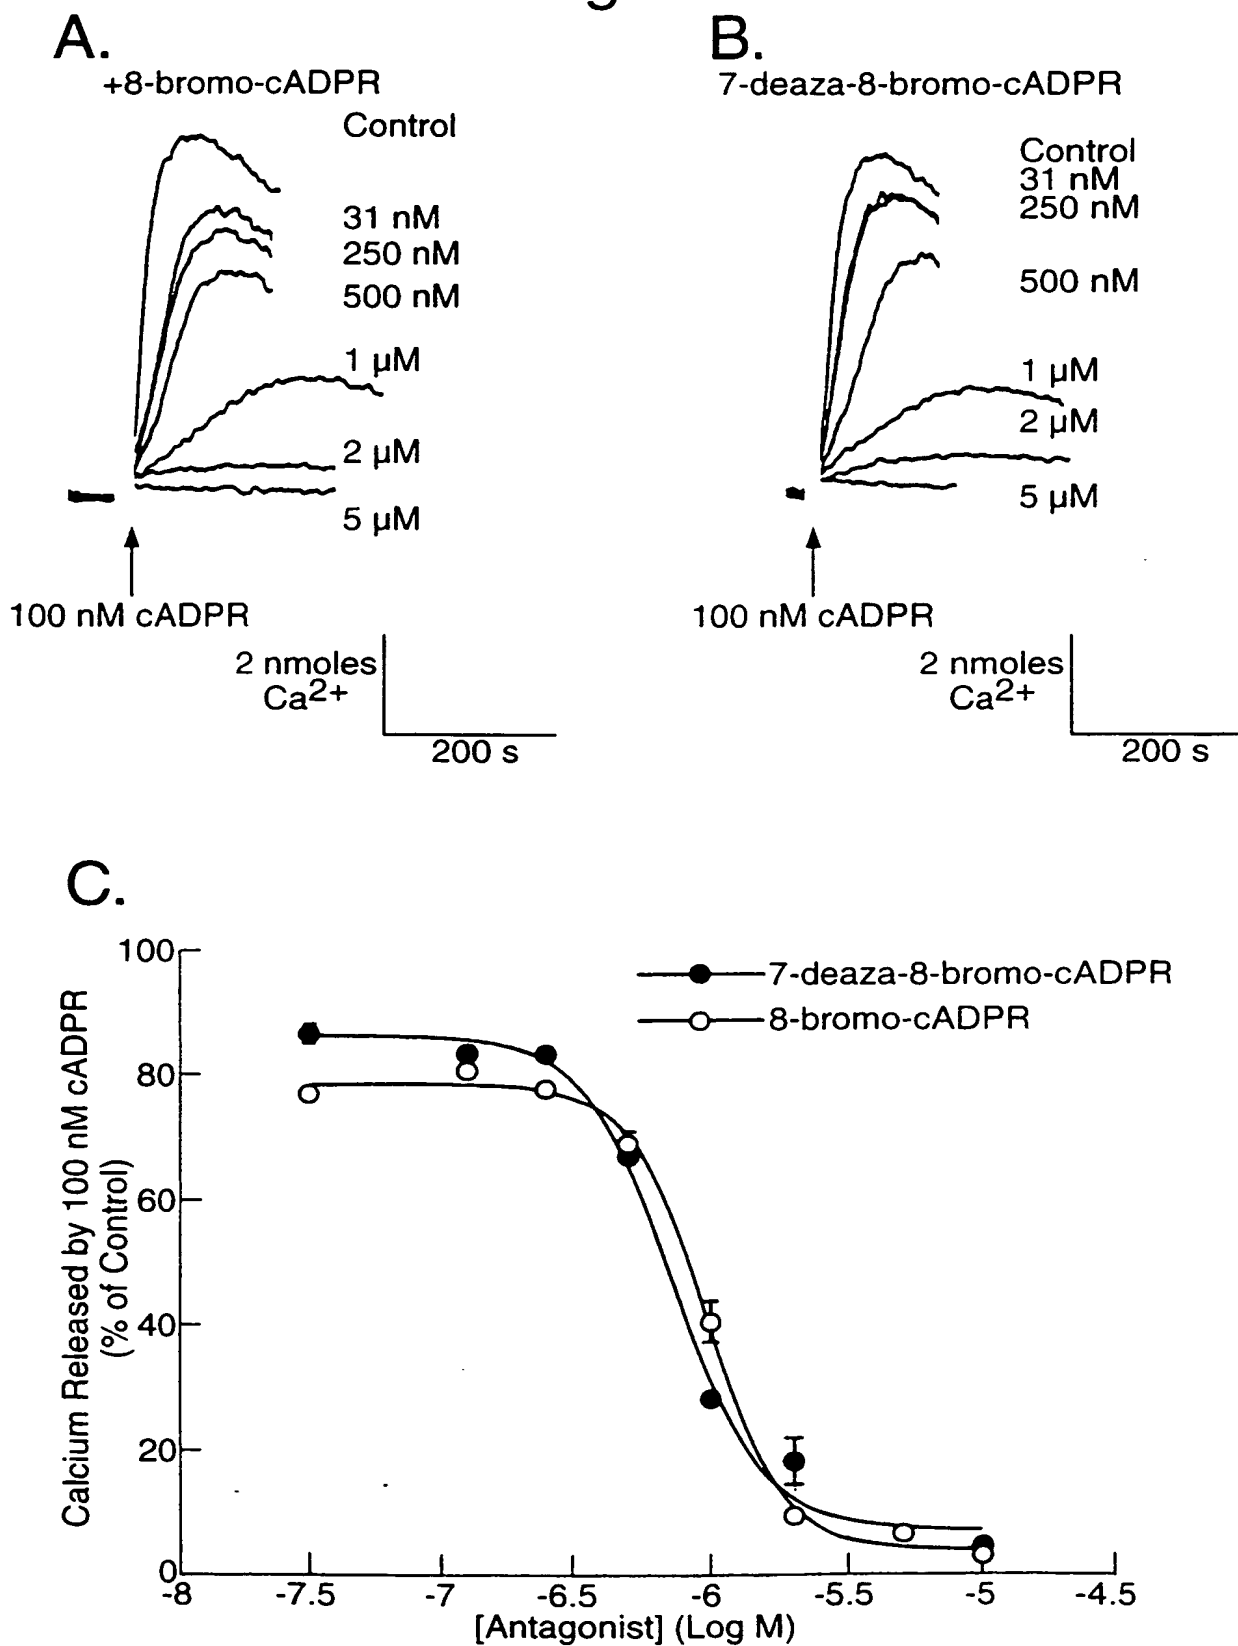 A.
+8-bromo-cADPR
Control
31 nM
250 nM
500 nM
1 µM
2 µM
5 µM
100 nM cADPR
2 nmoles
Ca2+
200 s
B.
7-deaza-8-bromo-cADPR
Control
31 nM
250 nM
500 nM
1 µM
2 µM
5 µM
100 nM cADPR
2 nmoles
Ca2+
200 s
C.
Calcium Released by 100 nM cADPR
(% of Control)
100
80
60
40
20
0
7-deaza-8-bromo-cADPR
8-bromo-cADPR
-8
-7.5
-7
-6.5
-6
-5.5
-5
-4.5
[Antagonist] (Log M)